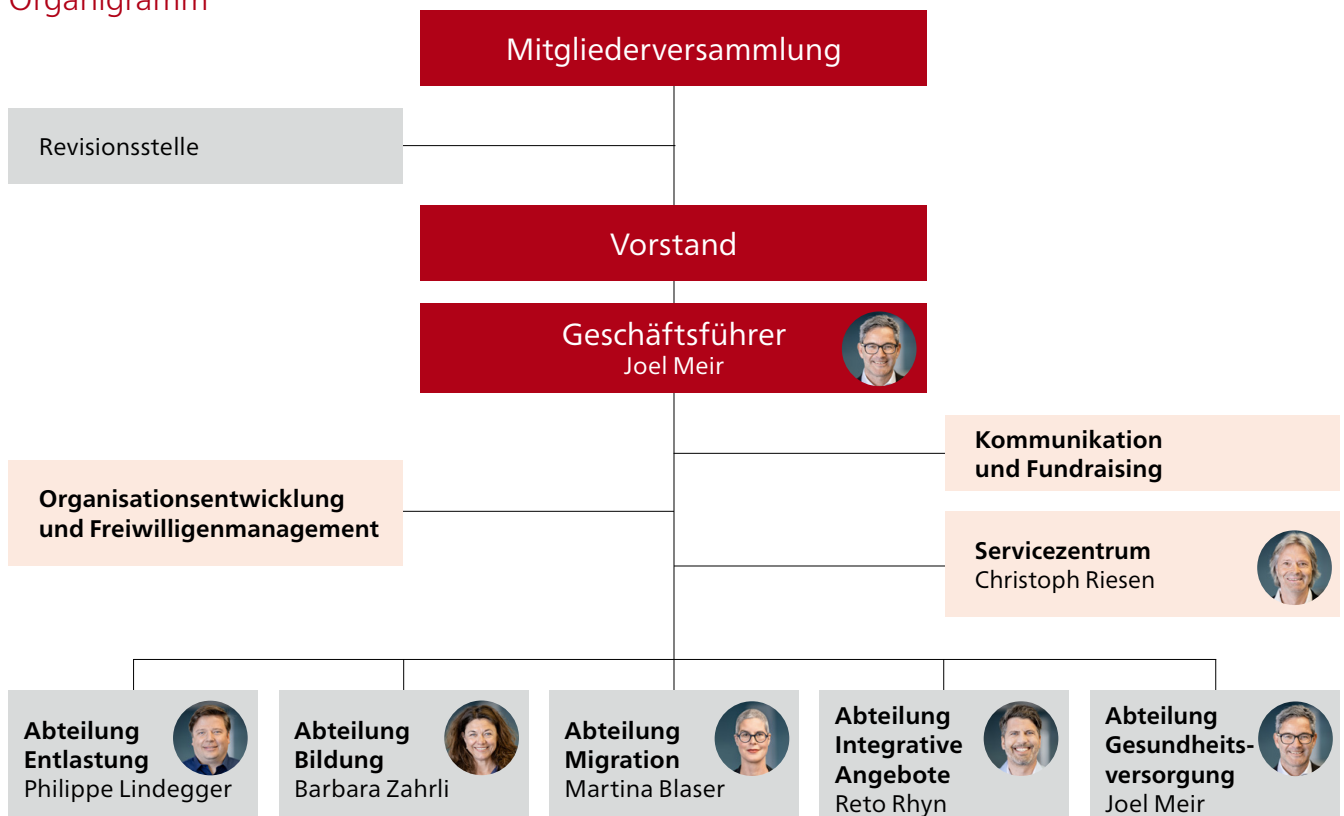 Organigramm
Mitgliederversammlung
Revisionsstelle
Vorstand
Geschäftsführer
Joel Meir
Kommunikation
und Fundraising
Organisationsentwicklung
und Freiwilligenmanagement
Servicezentrum
Christoph Riesen
Abteilung
Entlastung
Philippe Lindegger
Abteilung
Bildung
Barbara Zahrli
Abteilung
Migration
Martina Blaser
Abteilung
Integrative
Angebote
Reto Rhyn
Abteilung
Gesundheits-
versorgung
Joel Meir